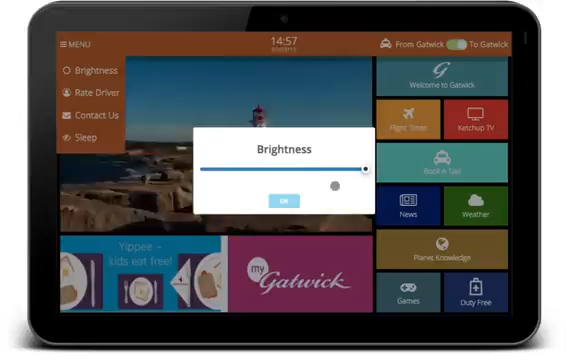 MENU
14:57
From Gatwick
To Gatwick
Brightness
Rate Driver
Contact Us
Sleep
Welcome to Gatwick
Flight Times
Ketchup TV
Brightness
OK
Book A Taxi
News
Weather
Yippee -
kids eat free!
my
Gatwick
Planet Knowledge
Games
Duty Free